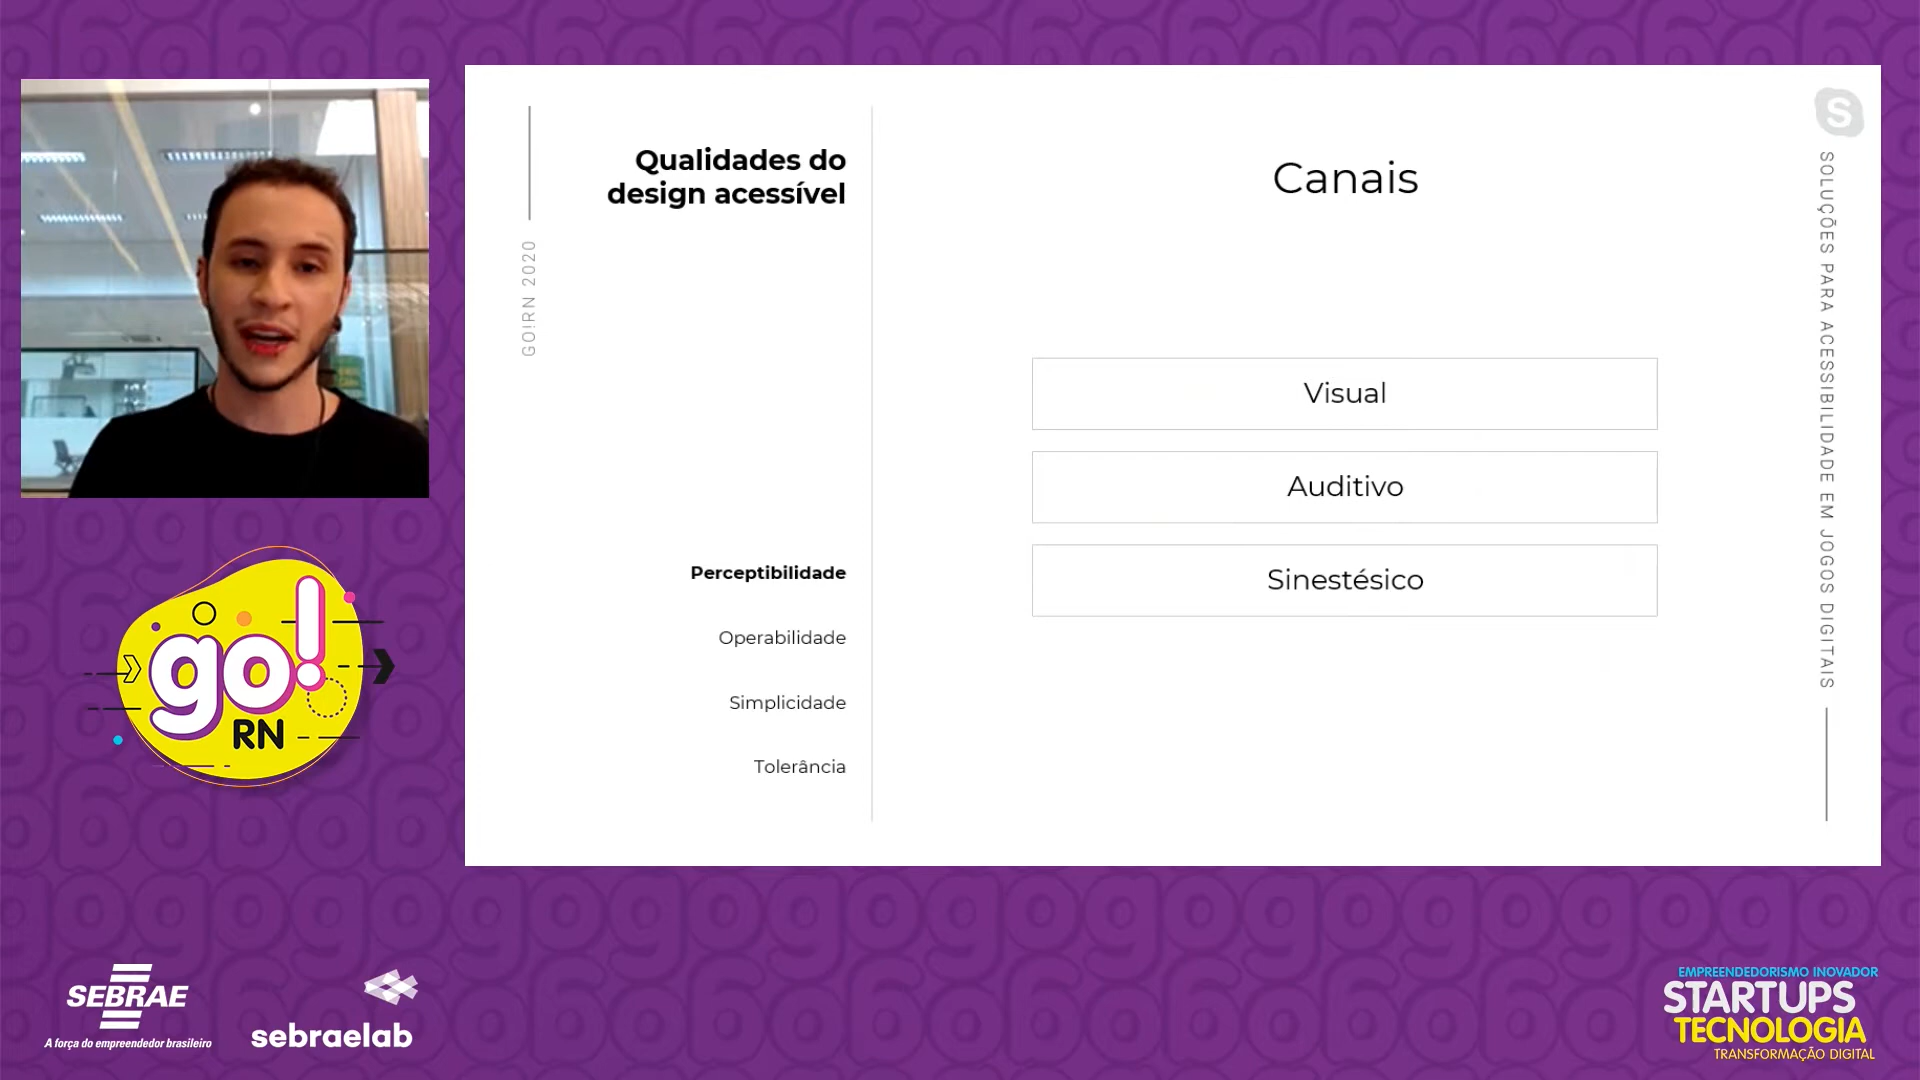 Qualidades do
design acessível
GO!RN 2020
Perceptibilidade
Operabilidade
Simplicidade
Tolerância
Canais
Visual
Auditivo
Sinestésico
S
SOLUÇÕES PARA ACESSIBILIDADE EM JOGOS DIGITAIS
go!
RN
SEBRAE
A força do empreendedor brasileiro
sebraelab
EMPREENDEDORISMO INOVADOR
STARTUPS
TECNOLOGIA
TRANSFORMAÇÃO DIGITAL